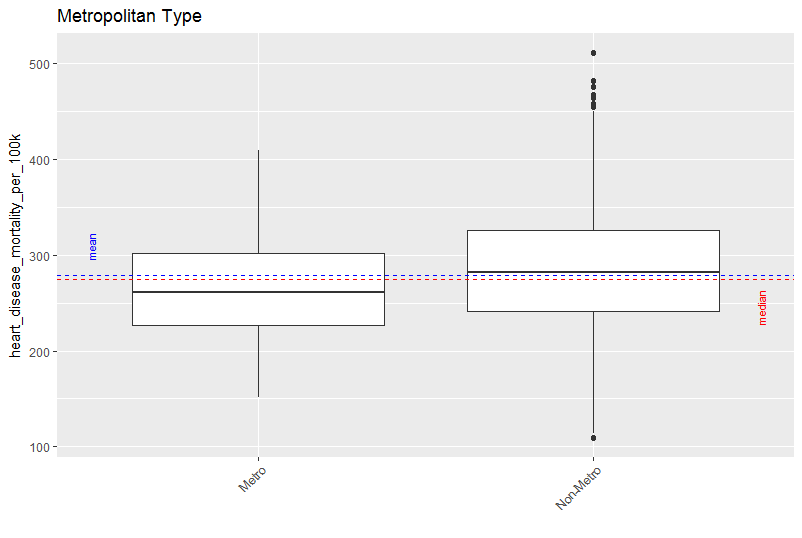 Metropolitan Type
heart_disease_mortality_per_100k
500
400
300
200
100
mean
median
Metro
Non-Metro